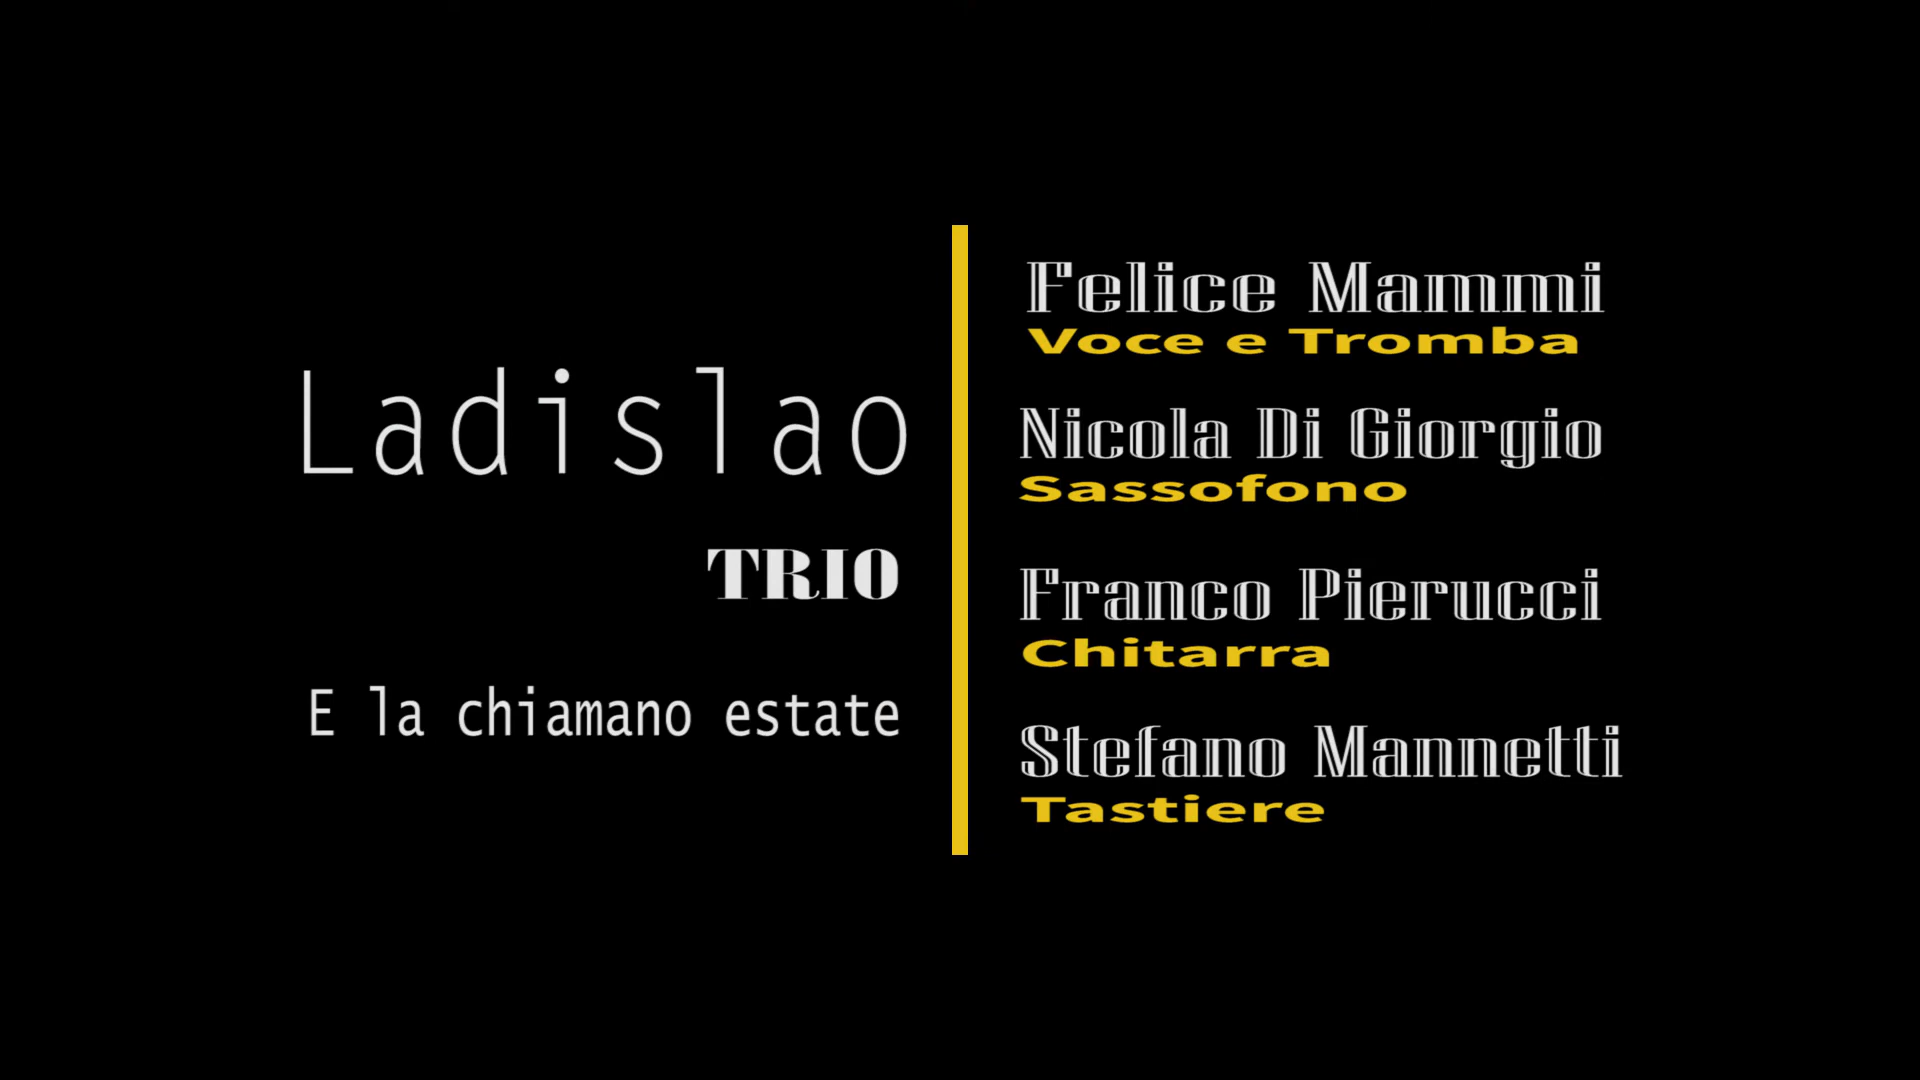 Ladislao
TRIO
E la chiamano estate
Felice Mammi
Voce e Tromba
Nicola Di Giorgio
Sassofono
Franco Pierucci
Chitarra
Stefano Mannetti
Tastiere